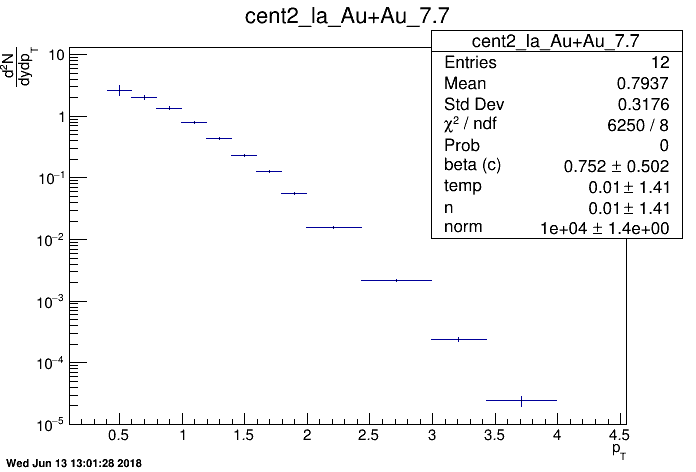 cent2_la_Au+Au_7.7
d²N
dydp_T
cent2_la_Au+Au_7.7
Entries 12
Mean 0.7937
Std Dev 0.3176
χ² / ndf 6250 / 8
Prob 0
beta (c) 0.752 ± 0.502
temp 0.01 ± 1.41
n 0.01 ± 1.41
norm 1e+04 ± 1.4e+00
10
1
10⁻¹
10⁻²
10⁻³
10⁻⁴
10⁻⁵
0.5 1 1.5 2 2.5 3 3.5 4 4.5
p_T
Wed Jun 13 13:01:28 2018